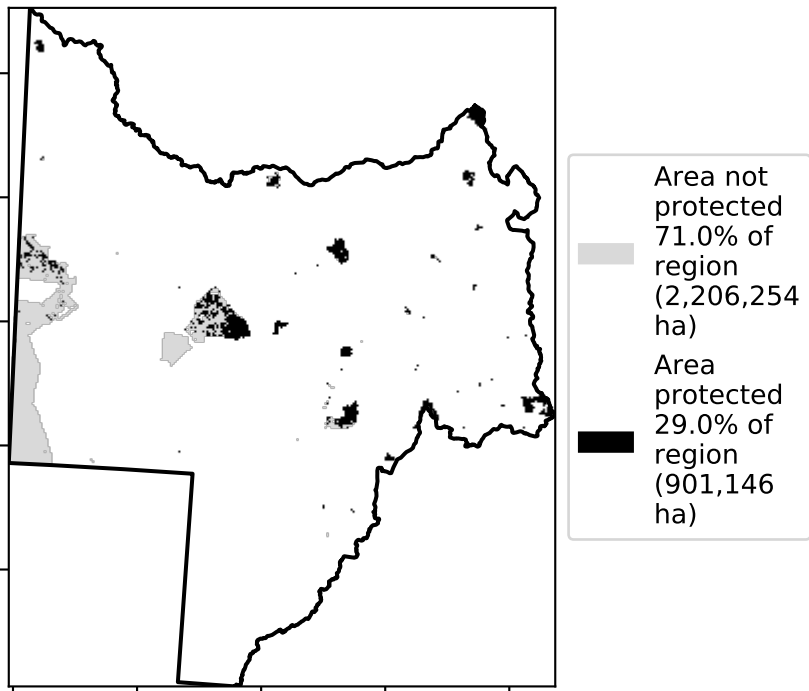 Area not
protected
71.0% of
region
(2,206,254
ha)
Area
protected
29.0% of
region
(901,146
ha)